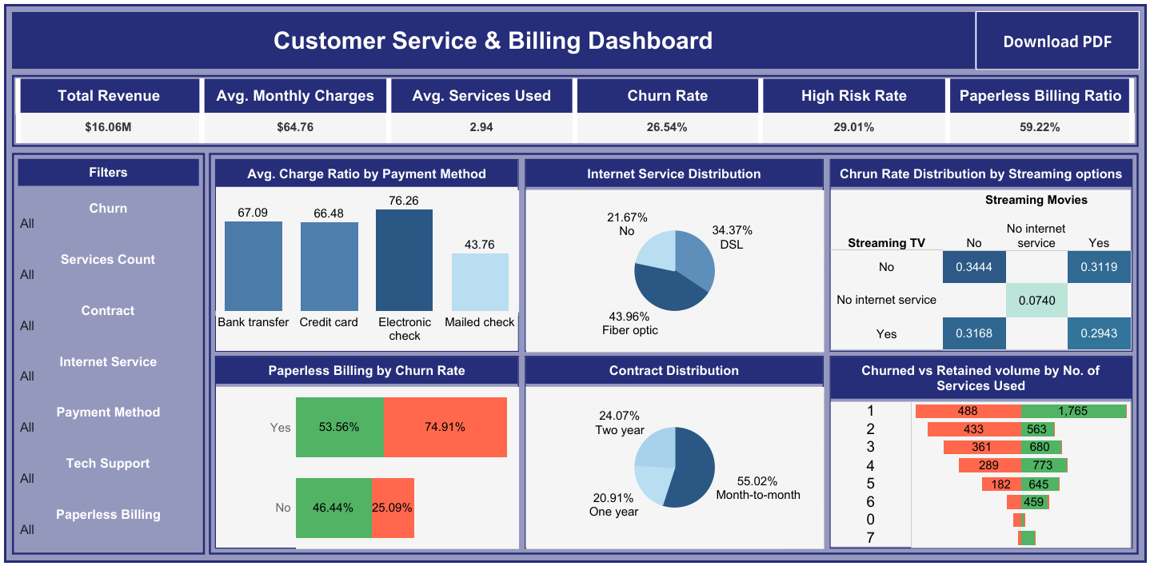 Customer Service & Billing Dashboard
Download PDF
Total Revenue
$16.06M
Avg. Monthly Charges
$64.76
Avg. Services Used
2.94
Churn Rate
26.54%
High Risk Rate
29.01%
Paperless Billing Ratio
59.22%
Filters
Churn
All
Services Count
All
Contract
All
Internet Service
All
Payment Method
All
Tech Support
All
Paperless Billing
All
Avg. Charge Ratio by Payment Method
67.09
66.48
76.26
43.76
Bank transfer
Credit card
Electronic
check
Mailed check
Internet Service Distribution
21.67%
No
34.37%
DSL
43.96%
Fiber optic
Chrun Rate Distribution by Streaming options
Streaming Movies
Streaming TV
No
No internet
service
Yes
No
0.3444
0.3119
No internet service
0.0740
Yes
0.3168
0.2943
Paperless Billing by Churn Rate
Yes
53.56%
74.91%
No
46.44%
25.09%
Contract Distribution
24.07%
Two year
20.91%
One year
55.02%
Month-to-month
Churned vs Retained volume by No. of
Services Used
1
488
1,765
2
433
563
3
361
680
4
289
773
5
182
645
6
459
0
7